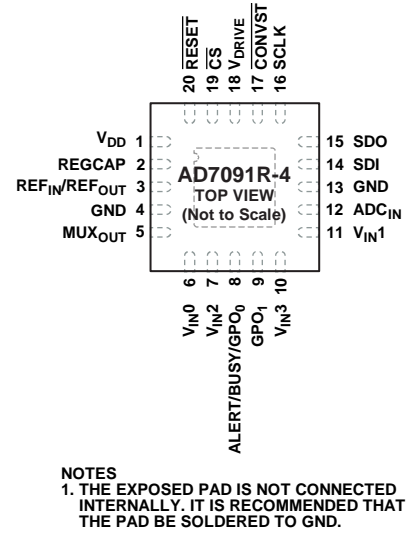 20 RESET
19 CS
18 VDRIVE
17 CONVST
16 SCLK
VDD 1
REGCAP 2
REFIN/REFOUT 3
GND 4
MUXOUT 5
AD7091R-4
TOP VIEW
(Not to Scale)
15 SDO
14 SDI
13 GND
12 ADCIN
11 VIN1
6 VIN0
7 VIN2
8 ALERT/BUSY/GPO0
9 GPO1
10 VIN3
NOTES
1. THE EXPOSED PAD IS NOT CONNECTED
INTERNALLY. IT IS RECOMMENDED THAT
THE PAD BE SOLDERED TO GND.